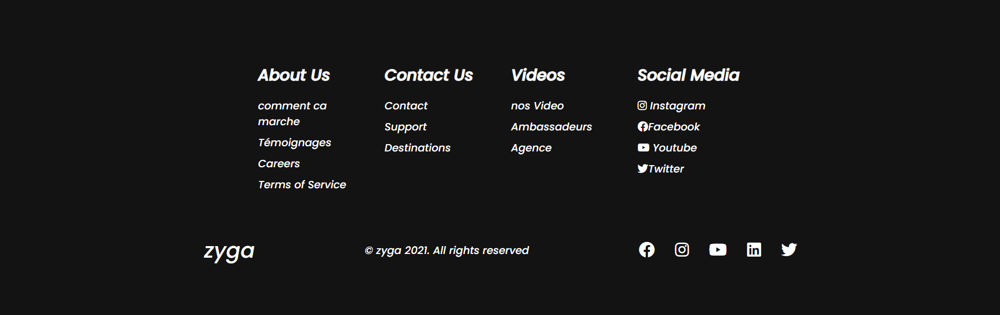 About Us
comment ca
marche
Témoignages
Careers
Terms of Service
Contact Us
Contact
Support
Destinations
Videos
nos Video
Ambassadeurs
Agence
Social Media
Instagram
Facebook
Youtube
Twitter
zyga
© zyga 2021. All rights reserved